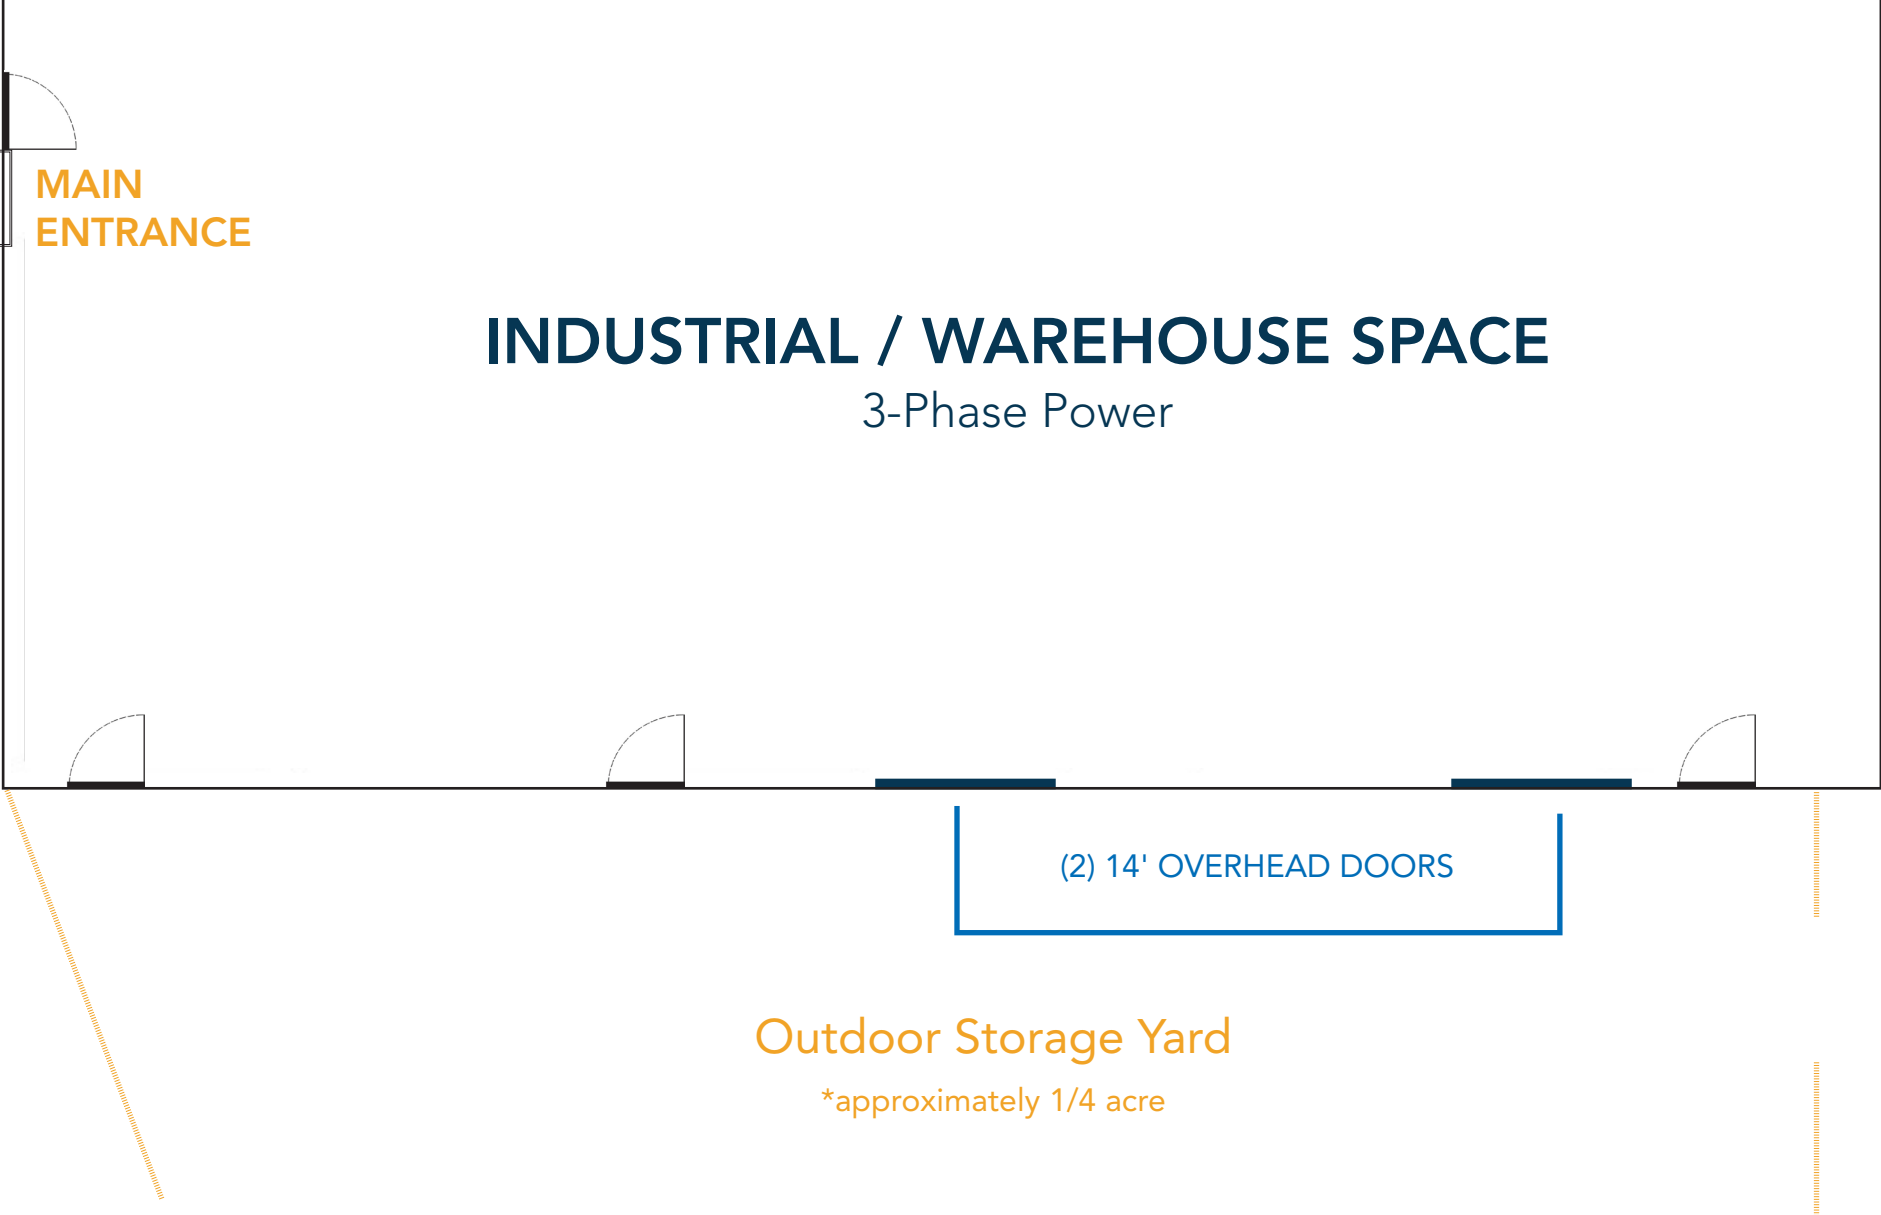 MAIN
ENTRANCE
INDUSTRIAL / WAREHOUSE SPACE
3-Phase Power
(2) 14' OVERHEAD DOORS
Outdoor Storage Yard
*approximately 1/4 acre